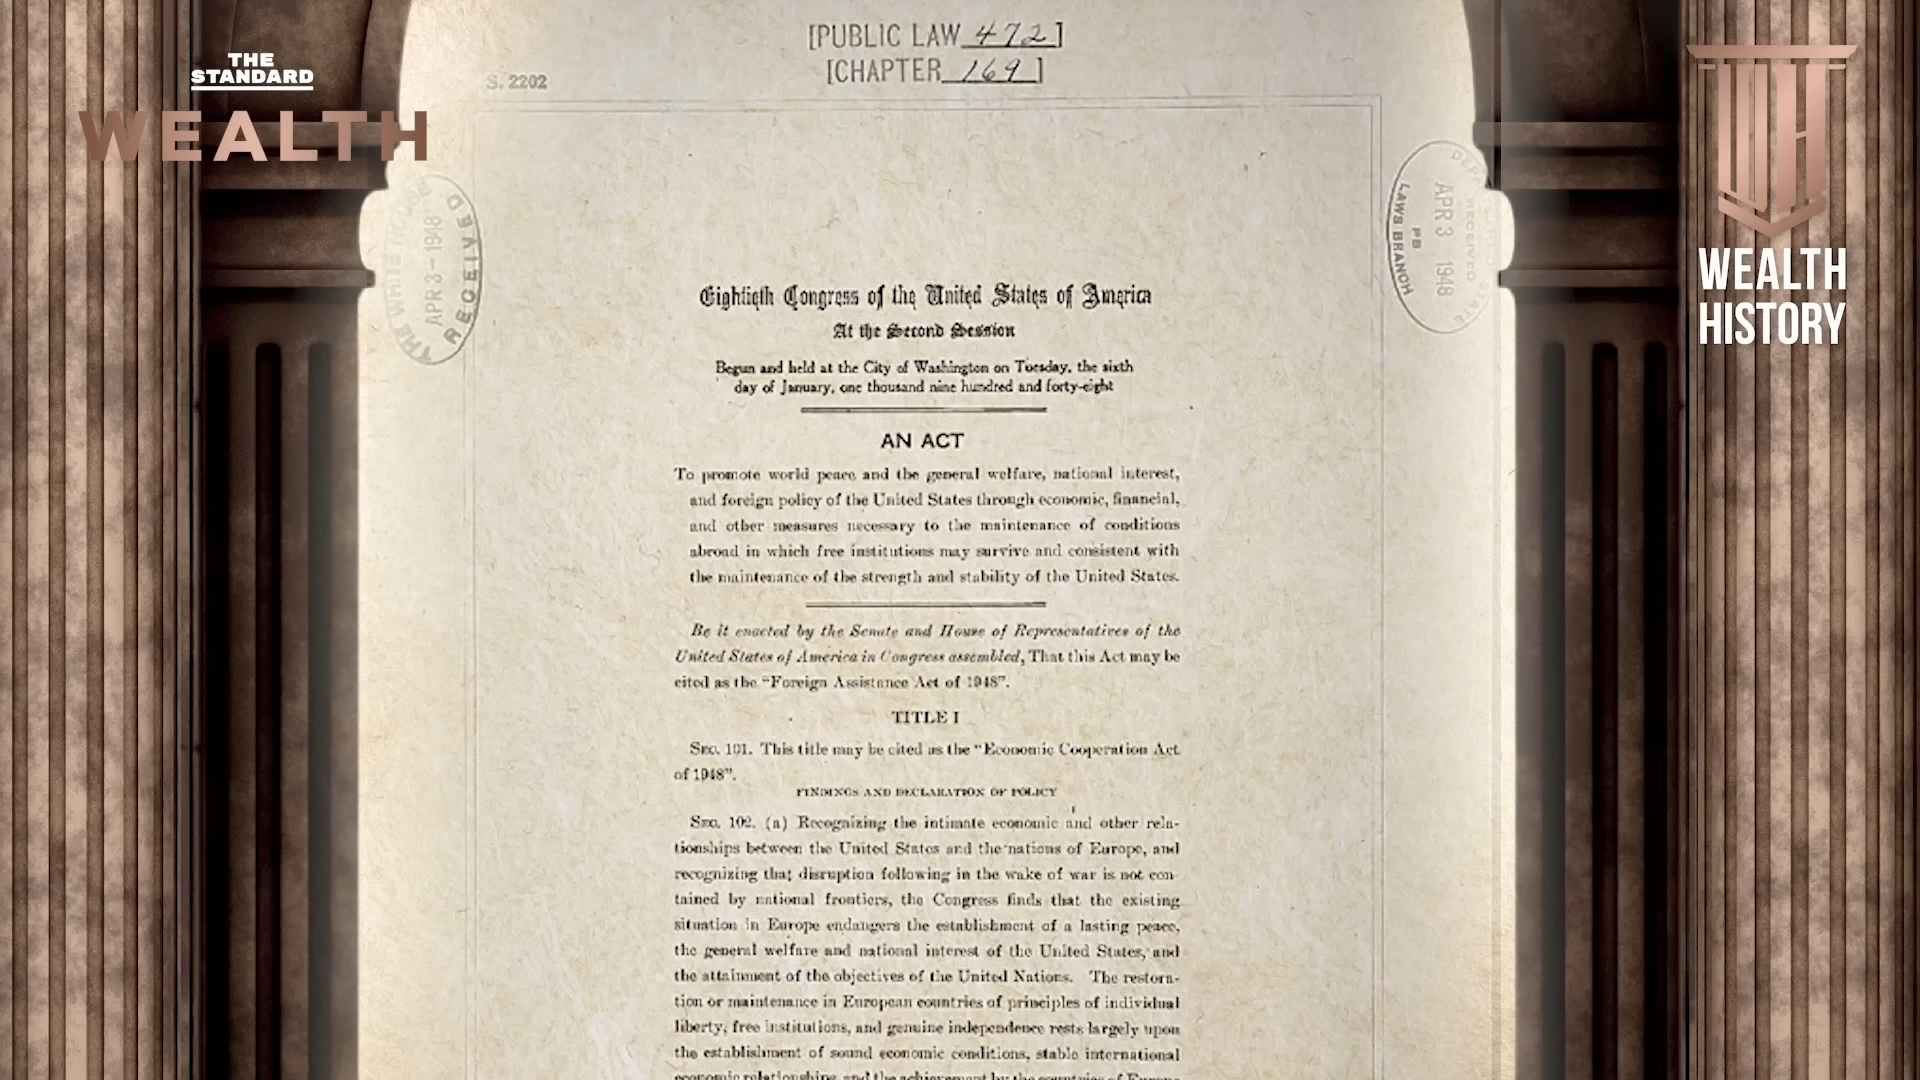 THE
STANDARD
WEALTH
WEALTH
HISTORY
[PUBLIC LAW 472]
[CHAPTER 169]
S. 2202
THE WHITE HOUSE
APR 3 - 1948
RECEIVED
RECEIVED
APR 3 1948
PB
LAWS BRANCH
Eightieth Congress of the United States of America
At the Second Session
Begun and held at the City of Washington on Tuesday, the sixth
day of January, one thousand nine hundred and forty-eight
AN ACT
To promote world peace and the general welfare, national interest,
and foreign policy of the United States through economic, financial,
and other measures necessary to the maintenance of conditions
abroad in which free institutions may survive and consistent with
the maintenance of the strength and stability of the United States.
Be it enacted by the Senate and House of Representatives of the
United States of America in Congress assembled, That this Act may be
cited as the “Foreign Assistance Act of 1948”.
TITLE I
SEC. 101. This title may be cited as the “Economic Cooperation Act
of 1948”.
FINDINGS AND DECLARATION OF POLICY
SEC. 102. (a) Recognizing the intimate economic and other rela-
tionships between the United States and the nations of Europe, and
recognizing that disruption following in the wake of war is not con-
tained by national frontiers, the Congress finds that the existing
situation in Europe endangers the establishment of a lasting peace,
the general welfare and national interest of the United States, and
the attainment of the objectives of the United Nations. The restora-
tion or maintenance in European countries of principles of individual
liberty, free institutions, and genuine independence rests largely upon
the establishment of sound economic conditions, stable international
economic relationships, and the achievement by the countries of Europe